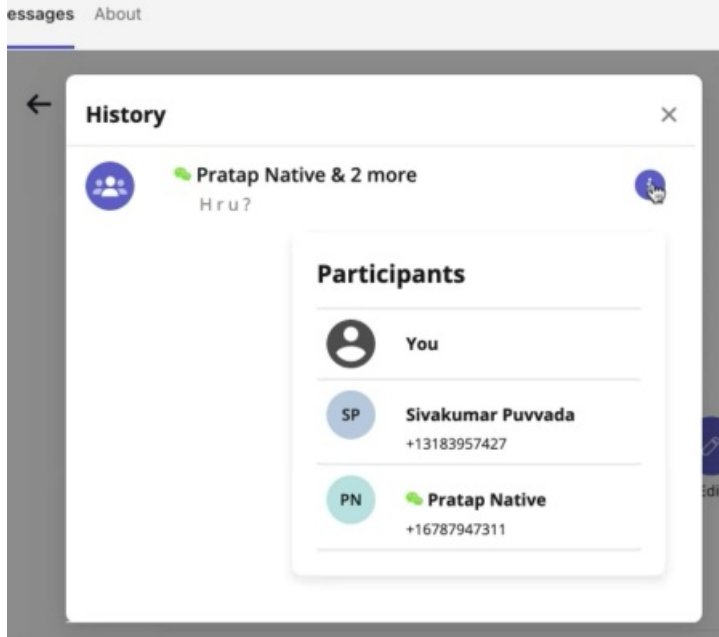 essages About
History
Pratap Native & 2 more
H r u ?
Participants
You
SP
Sivakumar Puvvada
+13183957427
PN
Pratap Native
+16787947311
Edi